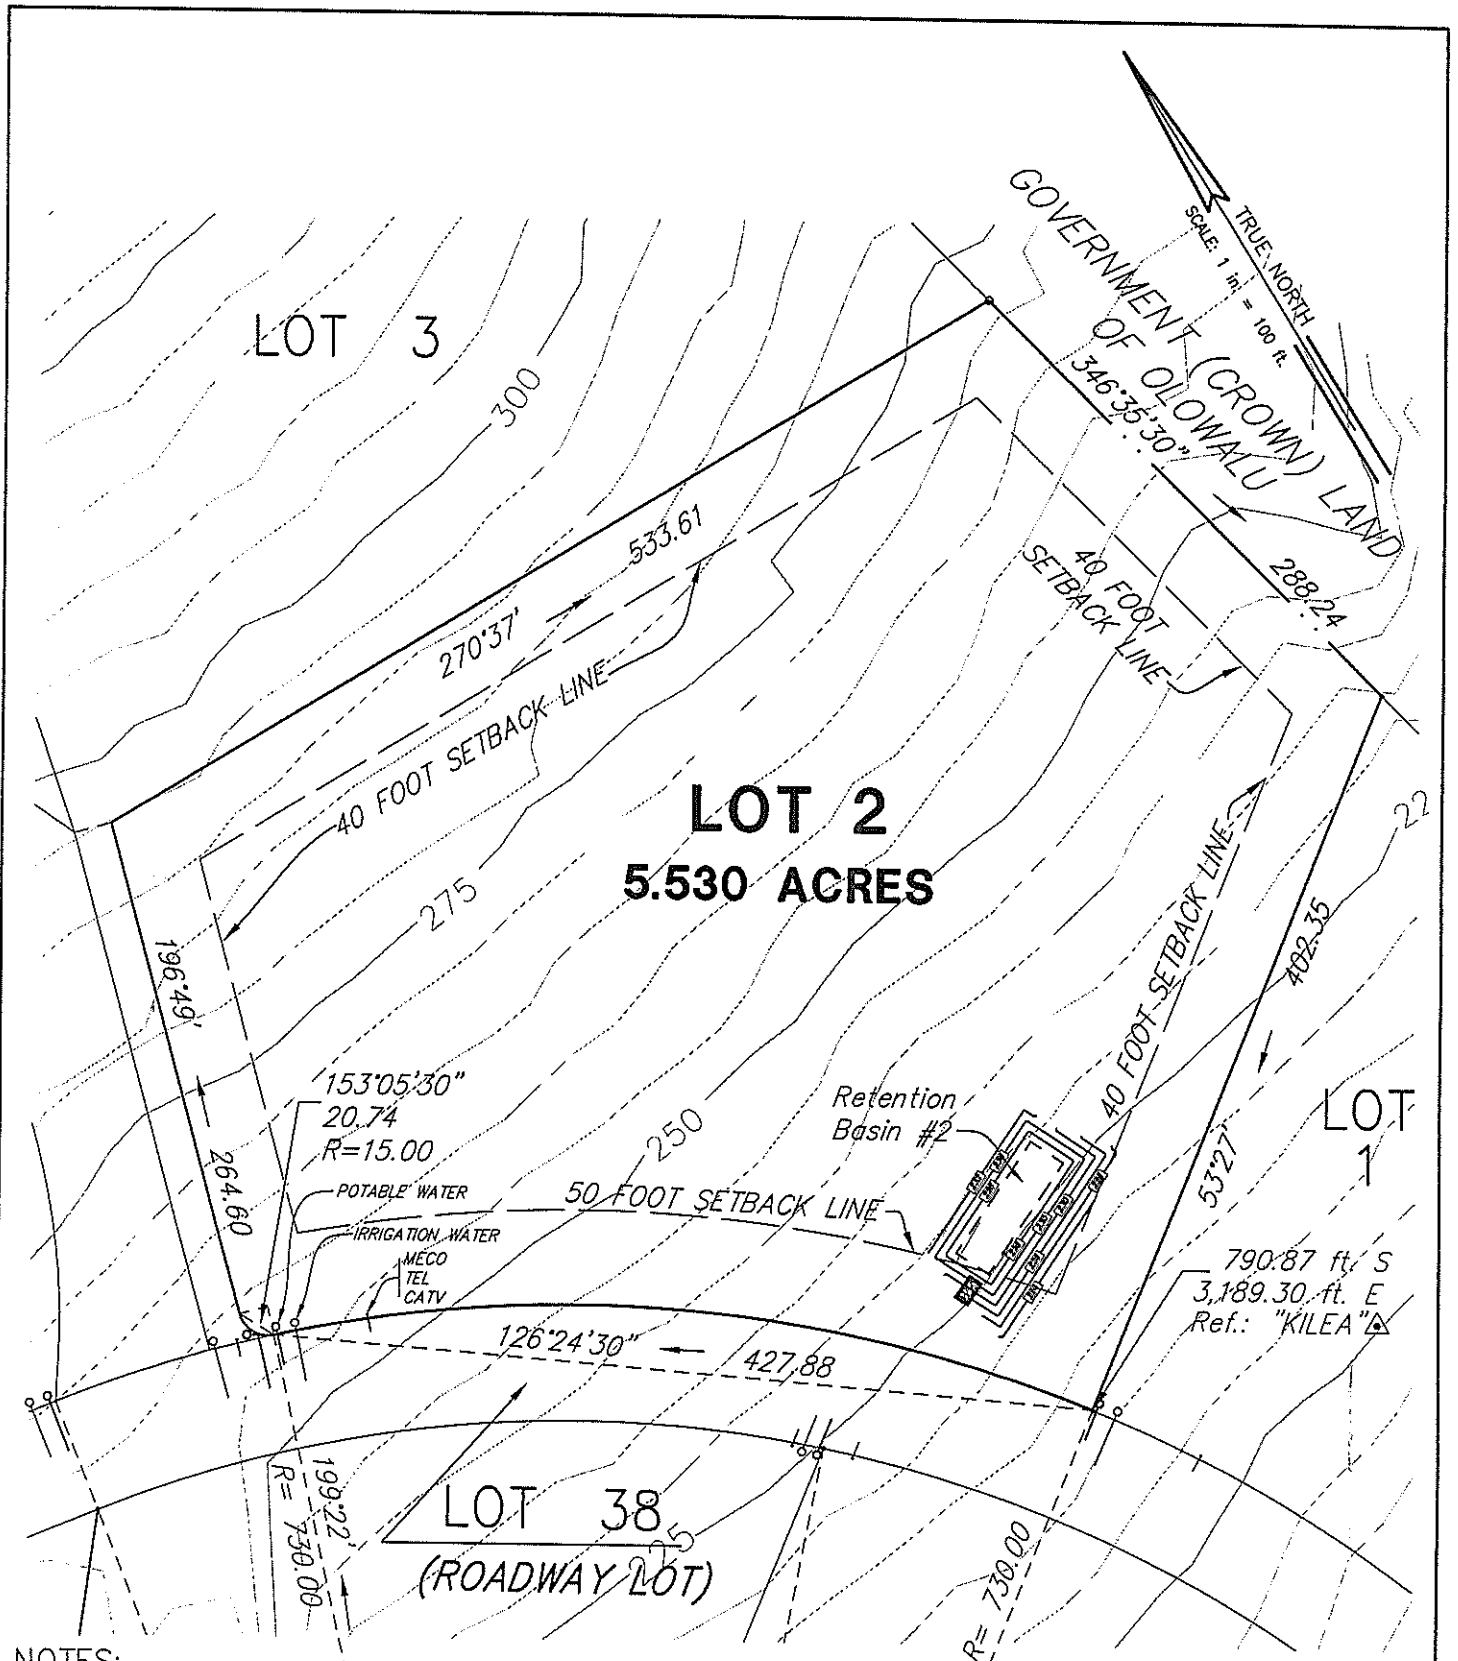 TRUE NORTH
SCALE: 1 in. = 100 ft.
GOVERNMENT (CROWN) LAND
OF OLOWALU
346°35'30"
288.24
LOT 3
300
533.61
270°37'
40 FOOT SETBACK LINE
40 FOOT
SETBACK LINE
LOT 2
5.530 ACRES
22
275
40 FOOT SETBACK LINE
402.35
53°27'
196°49'
264.60
153°05'30"
20.74
R=15.00
POTABLE WATER
IRRIGATION WATER
MECO
TEL
CATV
250
Retention
Basin #2
50 FOOT SETBACK LINE
LOT
1
790.87 ft. S
3,189.30 ft. E
Ref.: "KILEA"
126°24'30"
427.88
199°22'
R= 730.00
LOT 38
(ROADWAY LOT)
225
R= 730.00
NOTES: